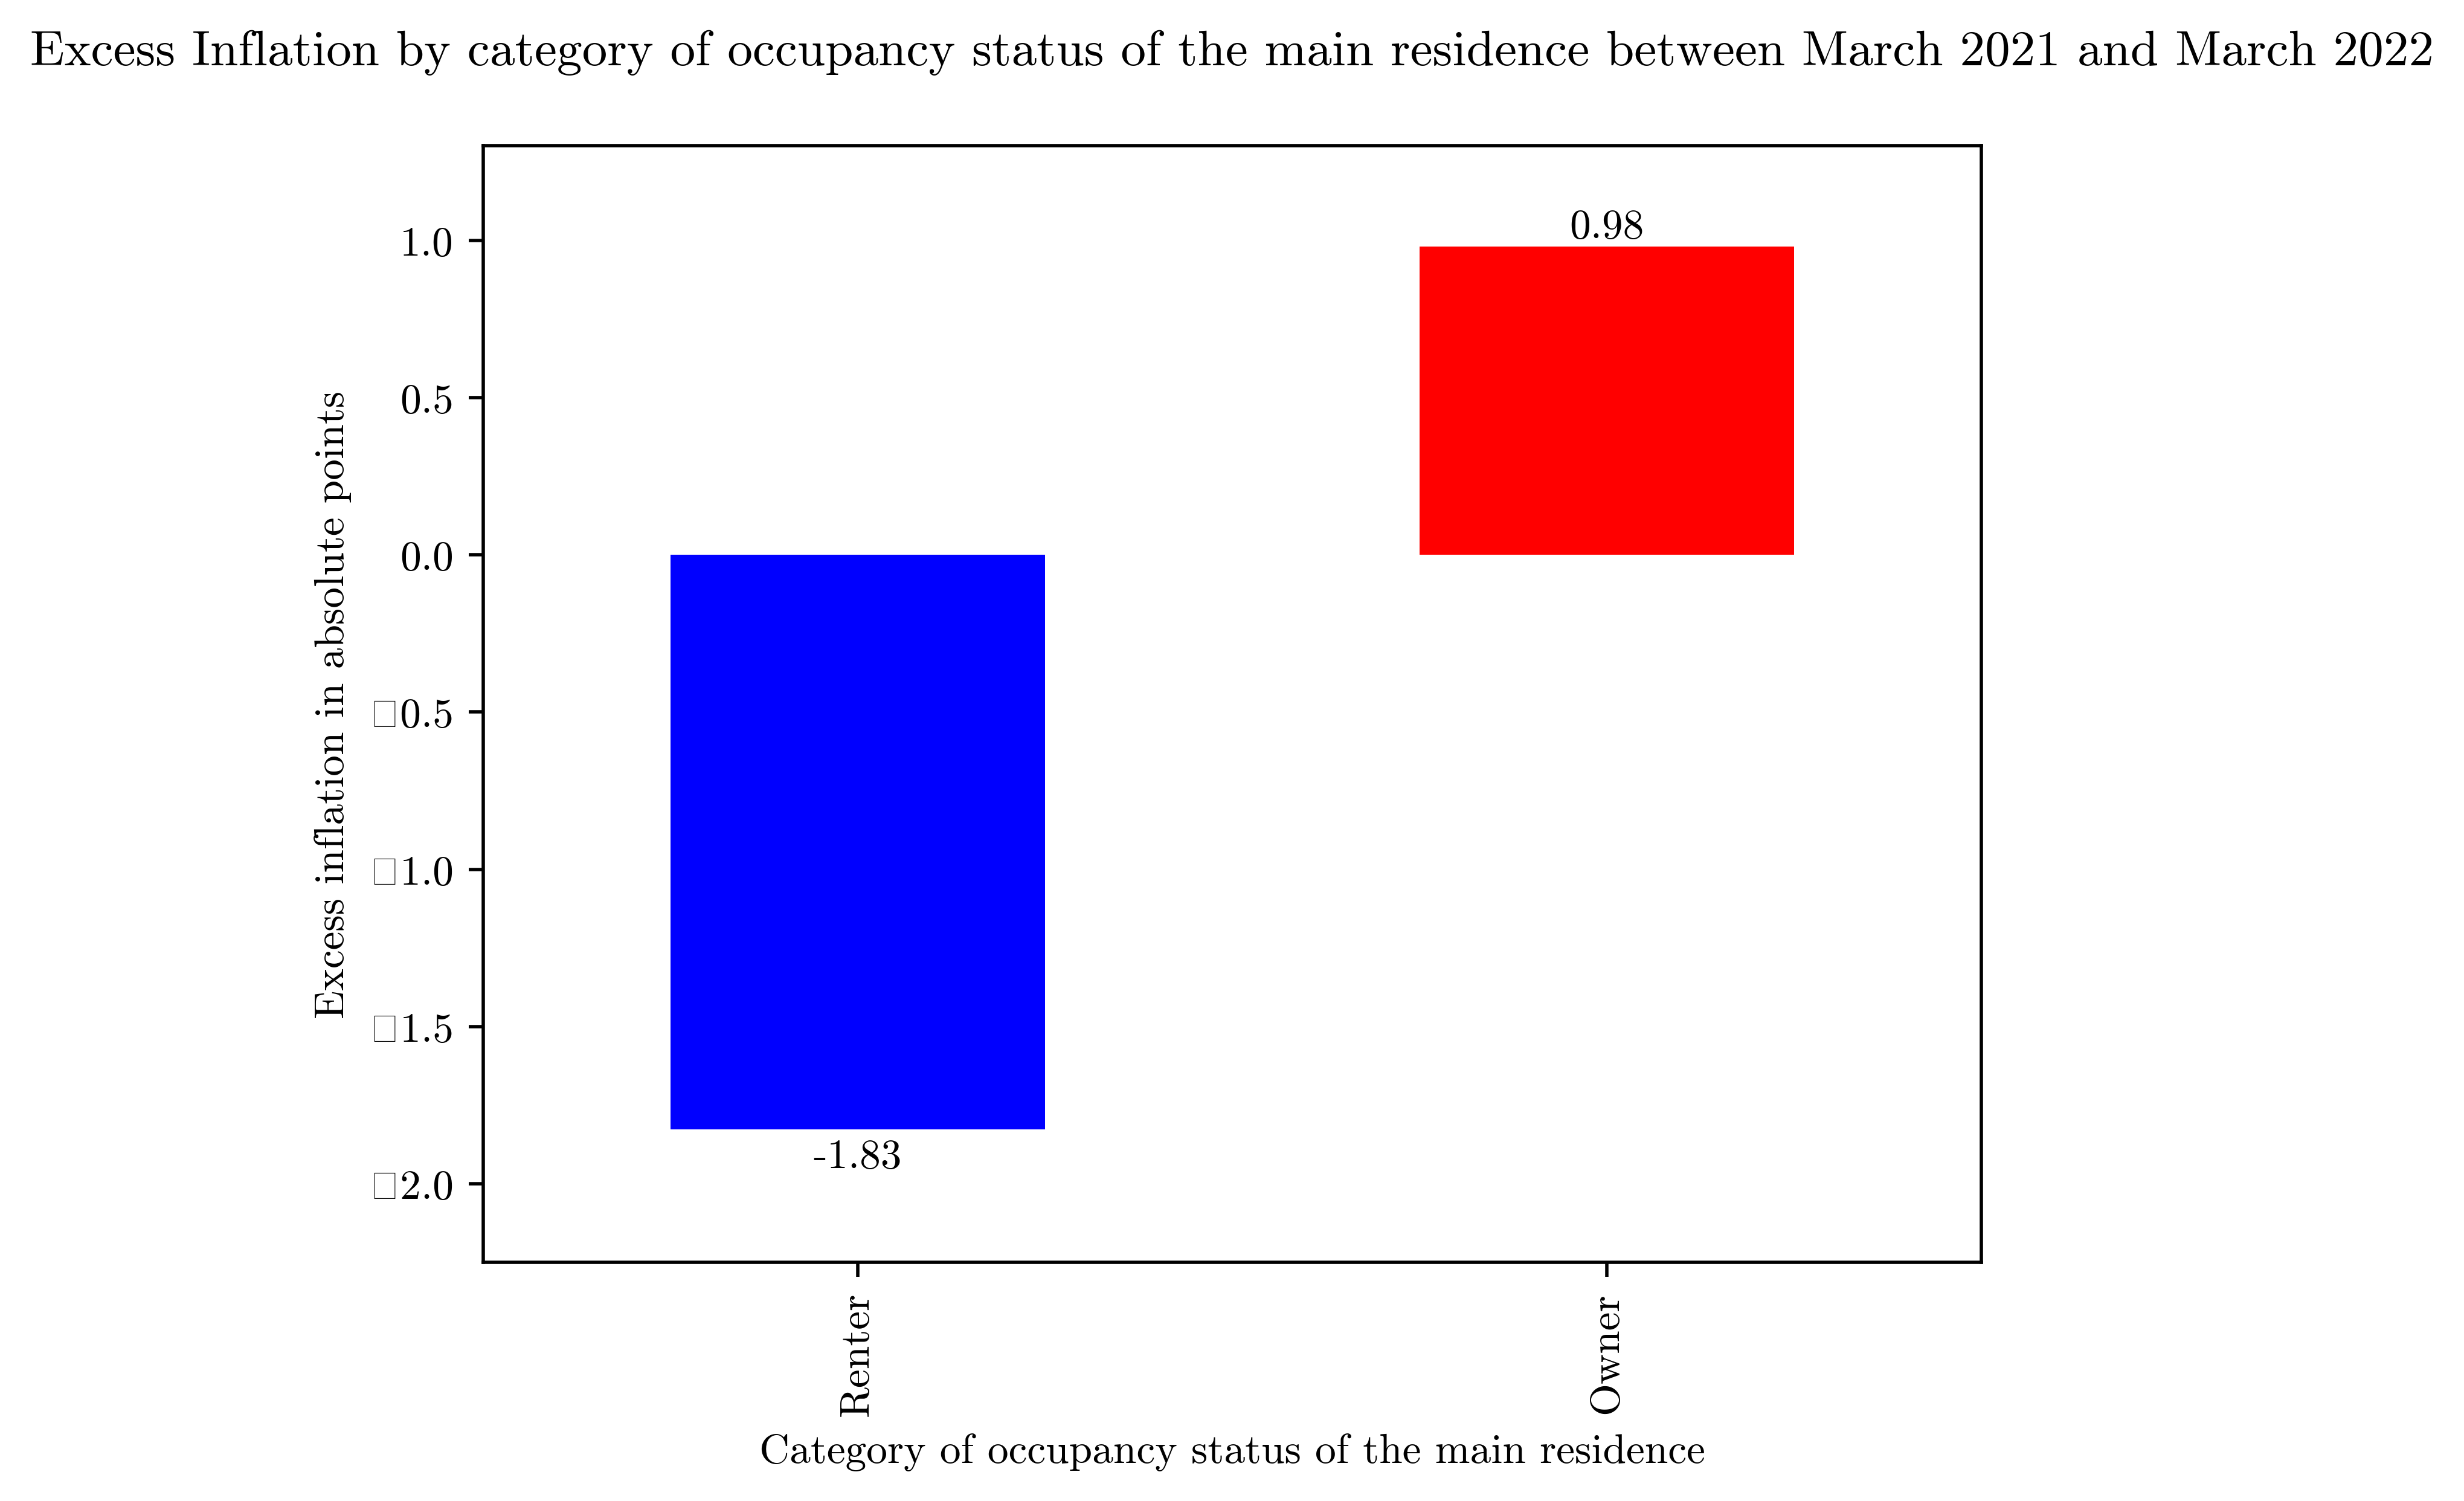 Excess Inflation by category of occupancy status of the main residence between March 2021 and March 2022
Excess inflation in absolute points
1.0
0.5
0.0
□0.5
□1.0
□1.5
□2.0
0.98
-1.83
Renter
Owner
Category of occupancy status of the main residence